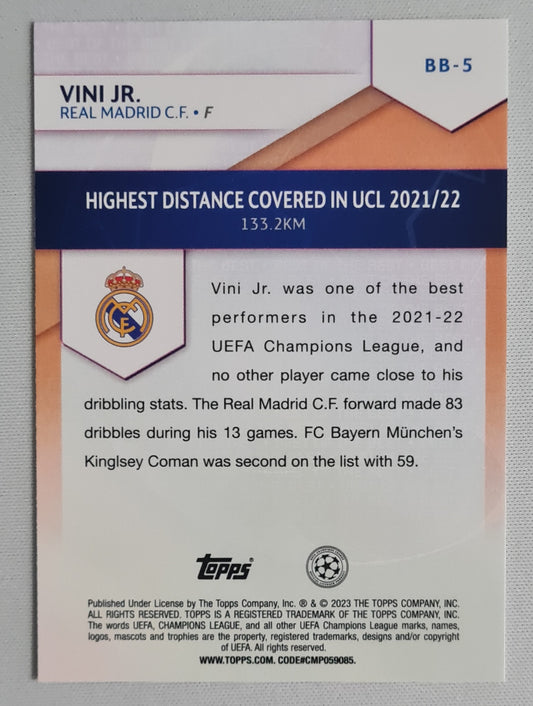 BB-5
VINI JR.
REAL MADRID C.F. • F
HIGHEST DISTANCE COVERED IN UCL 2021/22
133.2KM
Vini Jr. was one of the best
performers in the 2021-22
UEFA Champions League, and
no other player came close to his
dribbling stats. The Real Madrid C.F. forward made 83
dribbles during his 13 games. FC Bayern München's
Kinglsey Coman was second on the list with 59.
Topps®
Published Under License by The Topps Company, Inc. ® & © 2023 THE TOPPS COMPANY, INC.
ALL RIGHTS RESERVED. TOPPS IS A REGISTERED TRADEMARK OF THE TOPPS COMPANY, INC.
The words UEFA, CHAMPIONS LEAGUE, and all other UEFA Champions League marks, names,
logos, mascots and trophies are the property, registered trademarks, designs and/or copyright
of UEFA. All rights reserved.
WWW.TOPPS.COM. CODE#CMP059085.